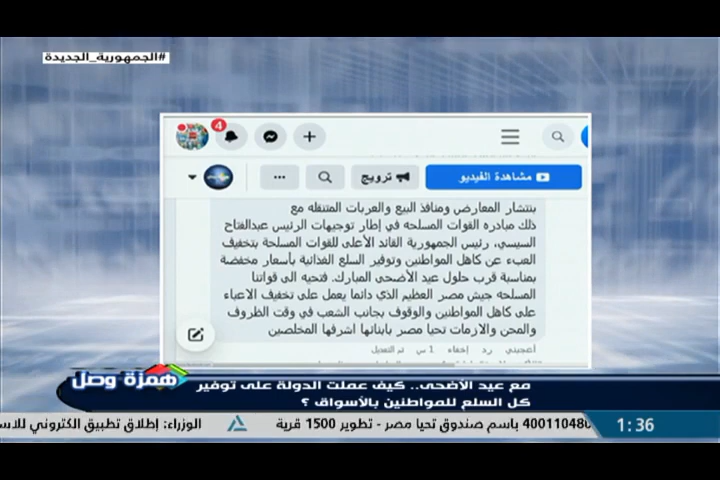 #الجمهورية_الجديدة
4
مشاهدة الفيديو
ترويج
بنتشار المعارض ومنافذ البيع والعربات المتنقله مع
ذلك مبادره القوات المسلحه في إطار توجيهات الرئيس عبدالفتاح
السيسي، رئيس الجمهورية القائد الأعلى للقوات المسلحة بتخفيف
العبء عن كاهل المواطنين وتوفير السلع الغذائية بأسعار مخفضة
بمناسبة قرب حلول عيد الأضحى المبارك. فتحيه الى قواتنا
المسلحه جيش مصر العظيم الذي دائما يعمل على تخفيف الاعباء
على كاهل المواطنين والوقوف بجانب الشعب في وقت الظروف
والمحن والازمات تحيا مصر بابنائها اشرفها المخلصين
أعجبني رد إخفاء 1 س تم التعديل
همزة وصل
مع عيد الأضحى.. كيف عملت الدولة على توفير
كل السلع للمواطنين بالأسواق ؟
400110480 باسم صندوق تحيا مصر - تطوير 1500 قرية
الوزراء: إطلاق تطبيق إلكتروني
1:36